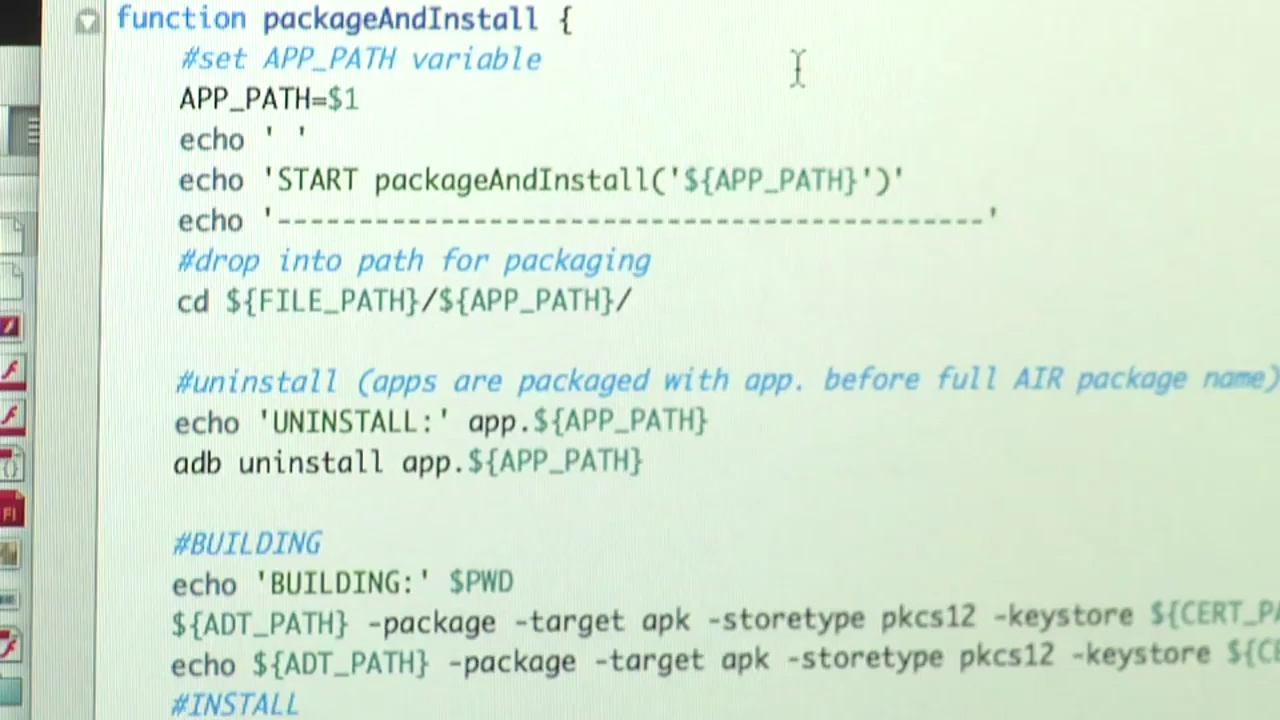 function packageAndInstall {
#set APP_PATH variable
APP_PATH=$1
echo ' '
echo 'START packageAndInstall('${APP_PATH}')'
echo '-------------------------------------------'
#drop into path for packaging
cd ${FILE_PATH}/${APP_PATH}/
#uninstall (apps are packaged with app. before full AIR package name)
echo 'UNINSTALL:' app.${APP_PATH}
adb uninstall app.${APP_PATH}
#BUILDING
echo 'BUILDING:' $PWD
${ADT_PATH} -package -target apk -storetype pkcs12 -keystore ${CERT_PA
echo ${ADT_PATH} -package -target apk -storetype pkcs12 -keystore ${CE
#INSTALL